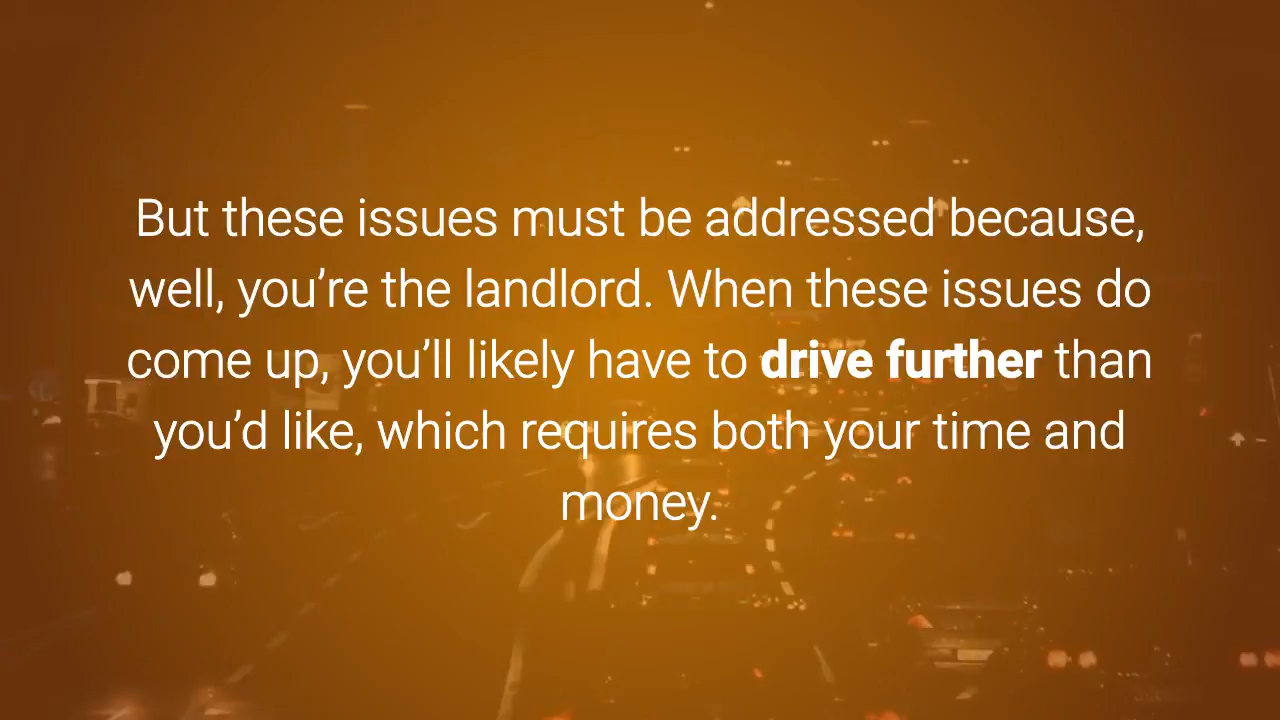 But these issues must be addressed because,
well, you’re the landlord. When these issues do
come up, you’ll likely have to drive further than
you’d like, which requires both your time and
money.